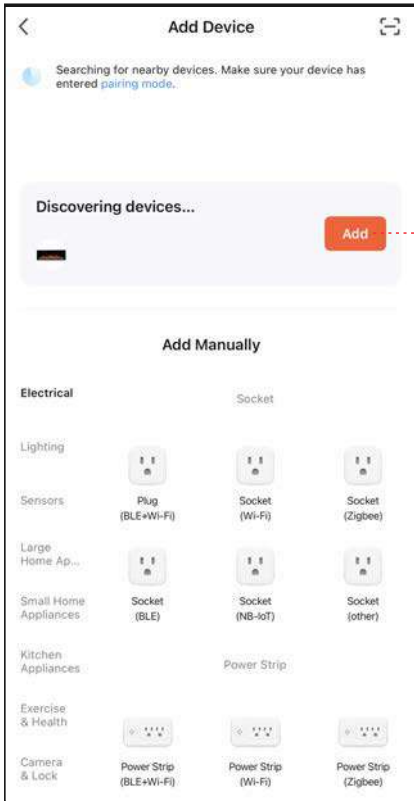 Add Device
Searching for nearby devices. Make sure your device has
entered pairing mode.
Discovering devices...
Add
Add Manually
Electrical
Socket
Lighting
Sensors
Plug
(BLE+Wi-Fi)
Socket
(Wi-Fi)
Socket
(Zigbee)
Large
Home Ap...
Small Home
Appliances
Socket
(BLE)
Socket
(NB-IoT)
Socket
(other)
Kitchen
Appliances
Power Strip
Exercise
& Health
Camera
& Lock
Power Strip
(BLE+Wi-Fi)
Power Strip
(Wi-Fi)
Power Strip
(Zigbee)